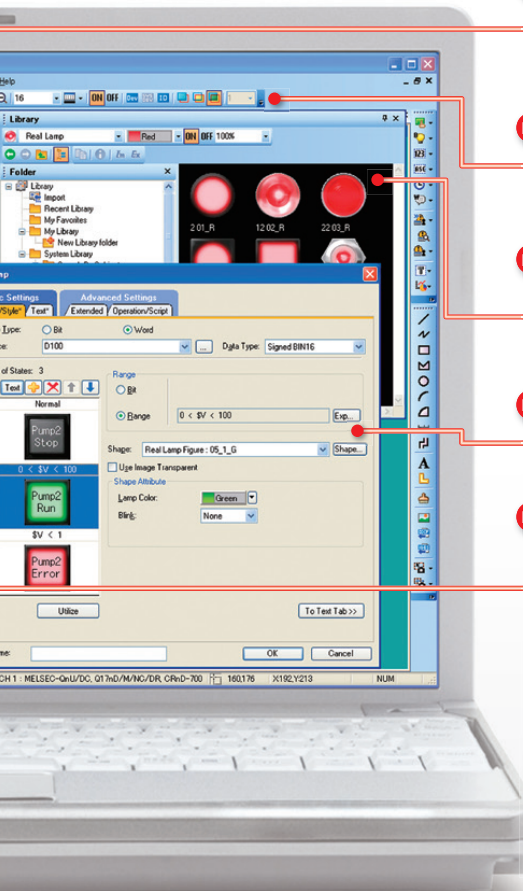 Help
16 ON OFF Dev ID 1
Library
Real Lamp Red ON OFF 100%
Folder
Library
Import
Recent Library
My Favorites
My Library
New Library folder
System Library
2 01_R 12 02_R 22 03_R
Settings Advanced Settings
/Style* Text* Extended Operation/Script
Type: Bit Word
D100 ... Data Type: Signed BIN16
of States: 3
Text
Normal
Pump2
Stop
0 < $V < 100
Pump2
Run
$V < 1
Pump2
Error
Range
Bit
Range 0 < $V < 100 Exp...
Shape: Real Lamp Figure : 05_1_G Shape...
Use Image Transparent
Shape Attribute
Lamp Color: Green
Blink: None
Utilize To Text Tab >>
OK Cancel
CH 1 : MELSEC-QnU/DC, Q17nD/M/NC/DR, CRnD-700 160,176 X:192,Y:213 NUM